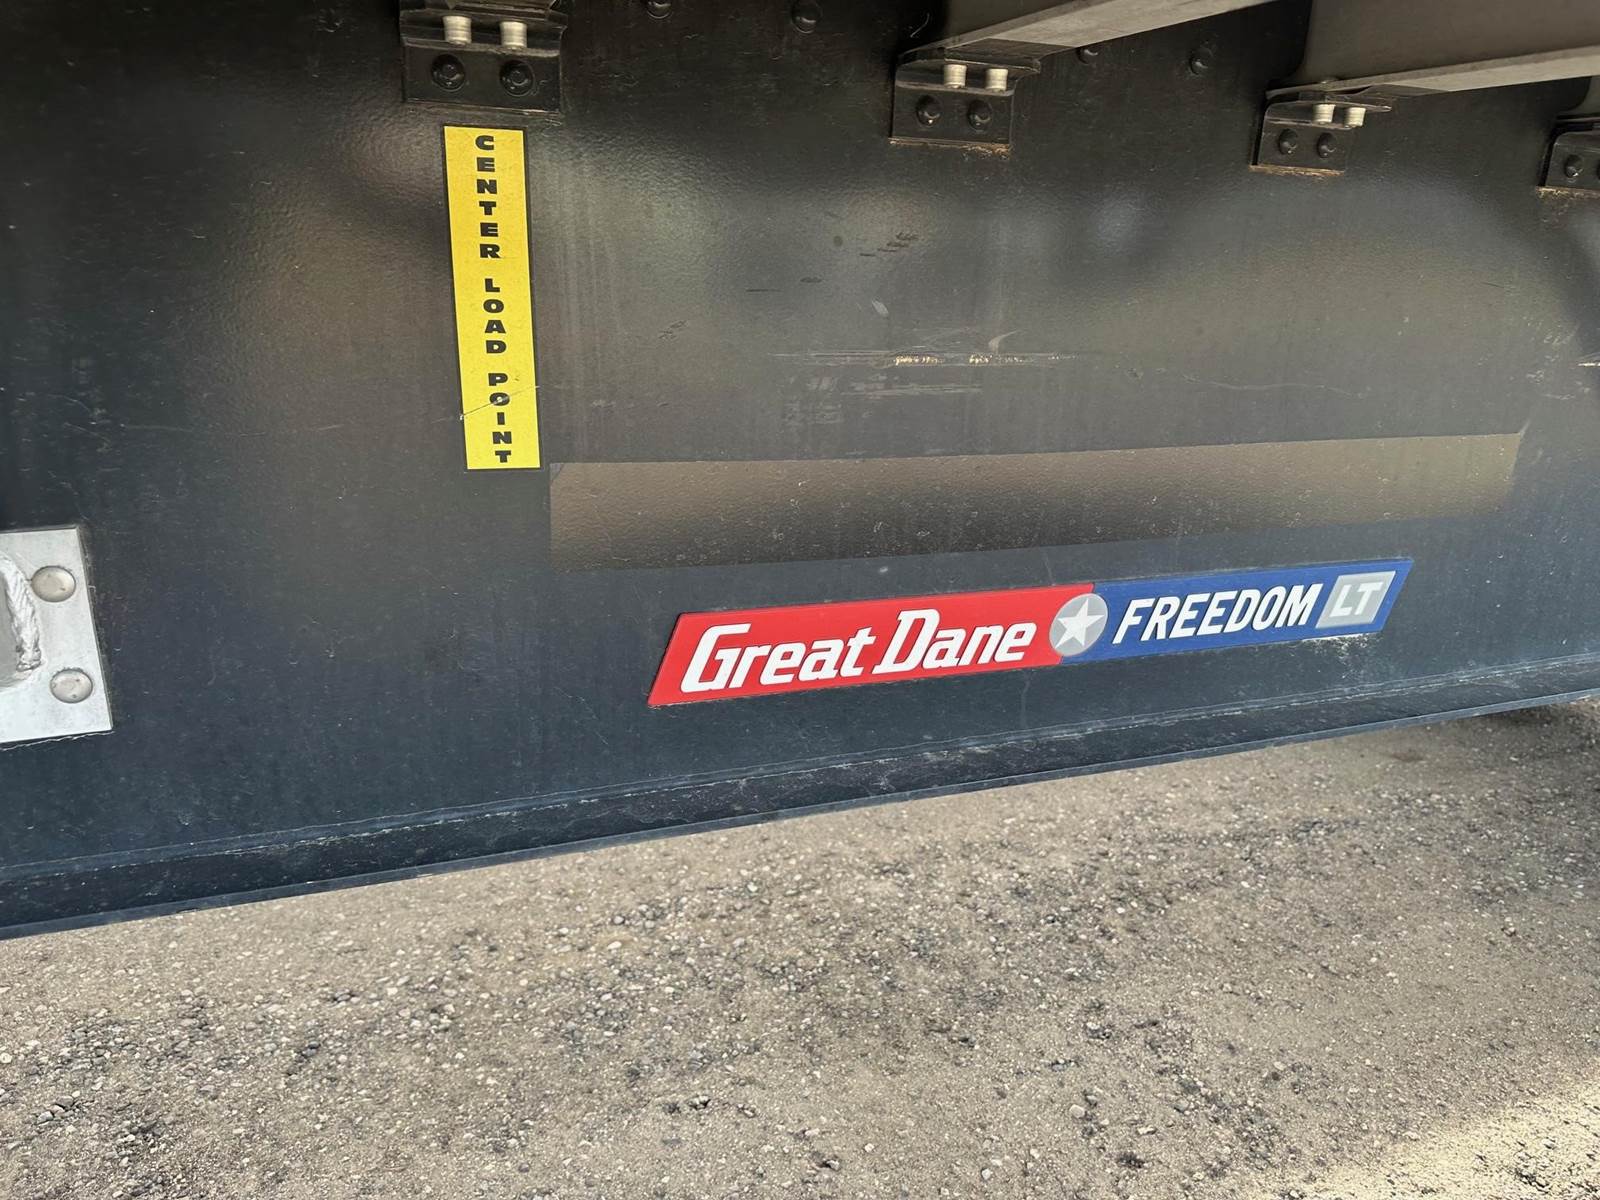 CENTER LOAD POINT
Great Dane FREEDOM LT